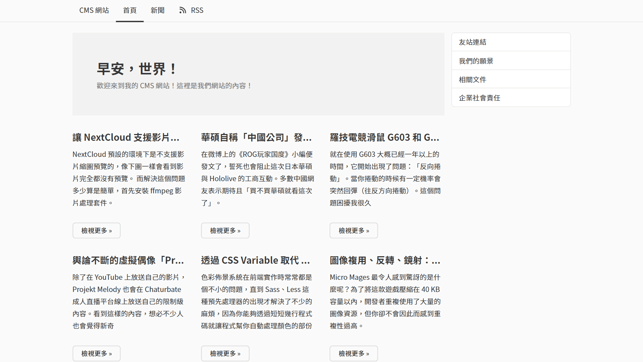 CMS 網站 首頁 新聞 RSS
早安，世界！
歡迎來到我的 CMS 網站！這裡是我們網站的內容！
友站連結
我們的願景
相關文件
企業社會責任
讓 NextCloud 支援影片...
NextCloud 預設的環境下是不支援影
片縮圖預覽的，像下圖一樣會看到影
片完全都沒有預覽。 而解決這個問題
多少算是簡單，首先安裝 ffmpeg 影
片處理套件。
檢視更多 »
華碩自稱「中國公司」發...
在微博上的《ROG玩家国度》小編便
發文了，誓死也會阻止這次日本華碩
與 Hololive 的工商互動。多數中國網
友表示期待且「買不買華碩就看這次
了」。
檢視更多 »
羅技電競滑鼠 G603 和 G...
就在使用 G603 大概已經一年以上的
時間，它開始出現了問題：「反向捲
動」。當你捲動的時候有一定機率會
突然回彈（往反方向捲動）。這個問
題困擾我很久
檢視更多 »
輿論不斷的虛擬偶像「Pr...
除了在 YouTube 上放送自己的影片，
Projekt Melody 也會在 Chaturbate
成人直播平台線上放送自己的限制級
內容。看到這樣的內容，想必不少人
也會覺得新奇
檢視更多 »
透過 CSS Variable 取代 ...
色彩佈景系統在前端實作時常常都是
個不小的問題，直到 Sass、Less 這
種預先處理器的出現才解決了不少的
麻煩，因為你能夠透過短短幾行程式
碼就讓程式幫你自動處理顏色的部份
檢視更多 »
圖像複用、反轉、鏡射：...
Micro Mages 最令人感到驚訝的是什
麼呢？為了將這款遊戲壓縮在 40 KB
容量以內，開發者重複使用了大量的
圖像資源，但你卻不會因此而感到重
複性過高。
檢視更多 »